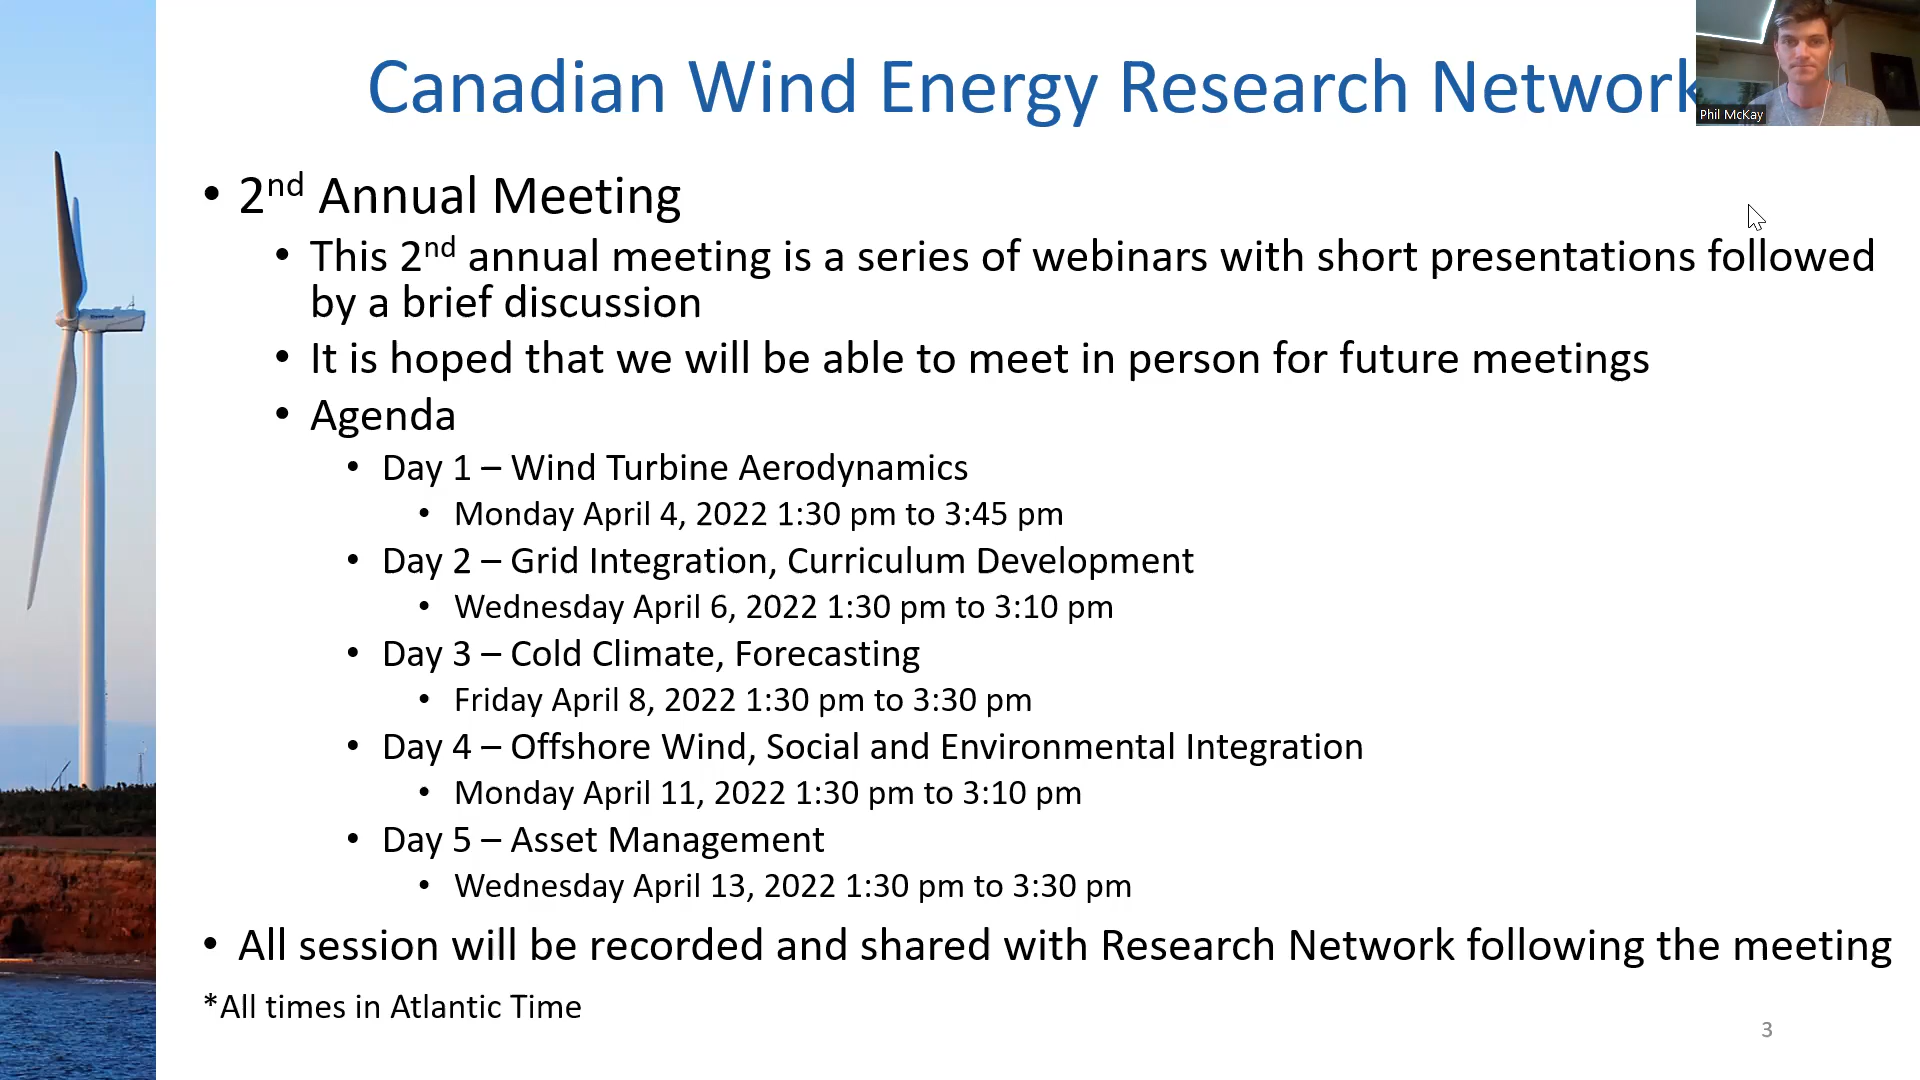 Canadian Wind Energy Research Network
Phil McKay
• 2nd Annual Meeting
• This 2nd annual meeting is a series of webinars with short presentations followed
by a brief discussion
• It is hoped that we will be able to meet in person for future meetings
• Agenda
• Day 1 – Wind Turbine Aerodynamics
• Monday April 4, 2022 1:30 pm to 3:45 pm
• Day 2 – Grid Integration, Curriculum Development
• Wednesday April 6, 2022 1:30 pm to 3:10 pm
• Day 3 – Cold Climate, Forecasting
• Friday April 8, 2022 1:30 pm to 3:30 pm
• Day 4 – Offshore Wind, Social and Environmental Integration
• Monday April 11, 2022 1:30 pm to 3:10 pm
• Day 5 – Asset Management
• Wednesday April 13, 2022 1:30 pm to 3:30 pm
• All session will be recorded and shared with Research Network following the meeting
*All times in Atlantic Time
3